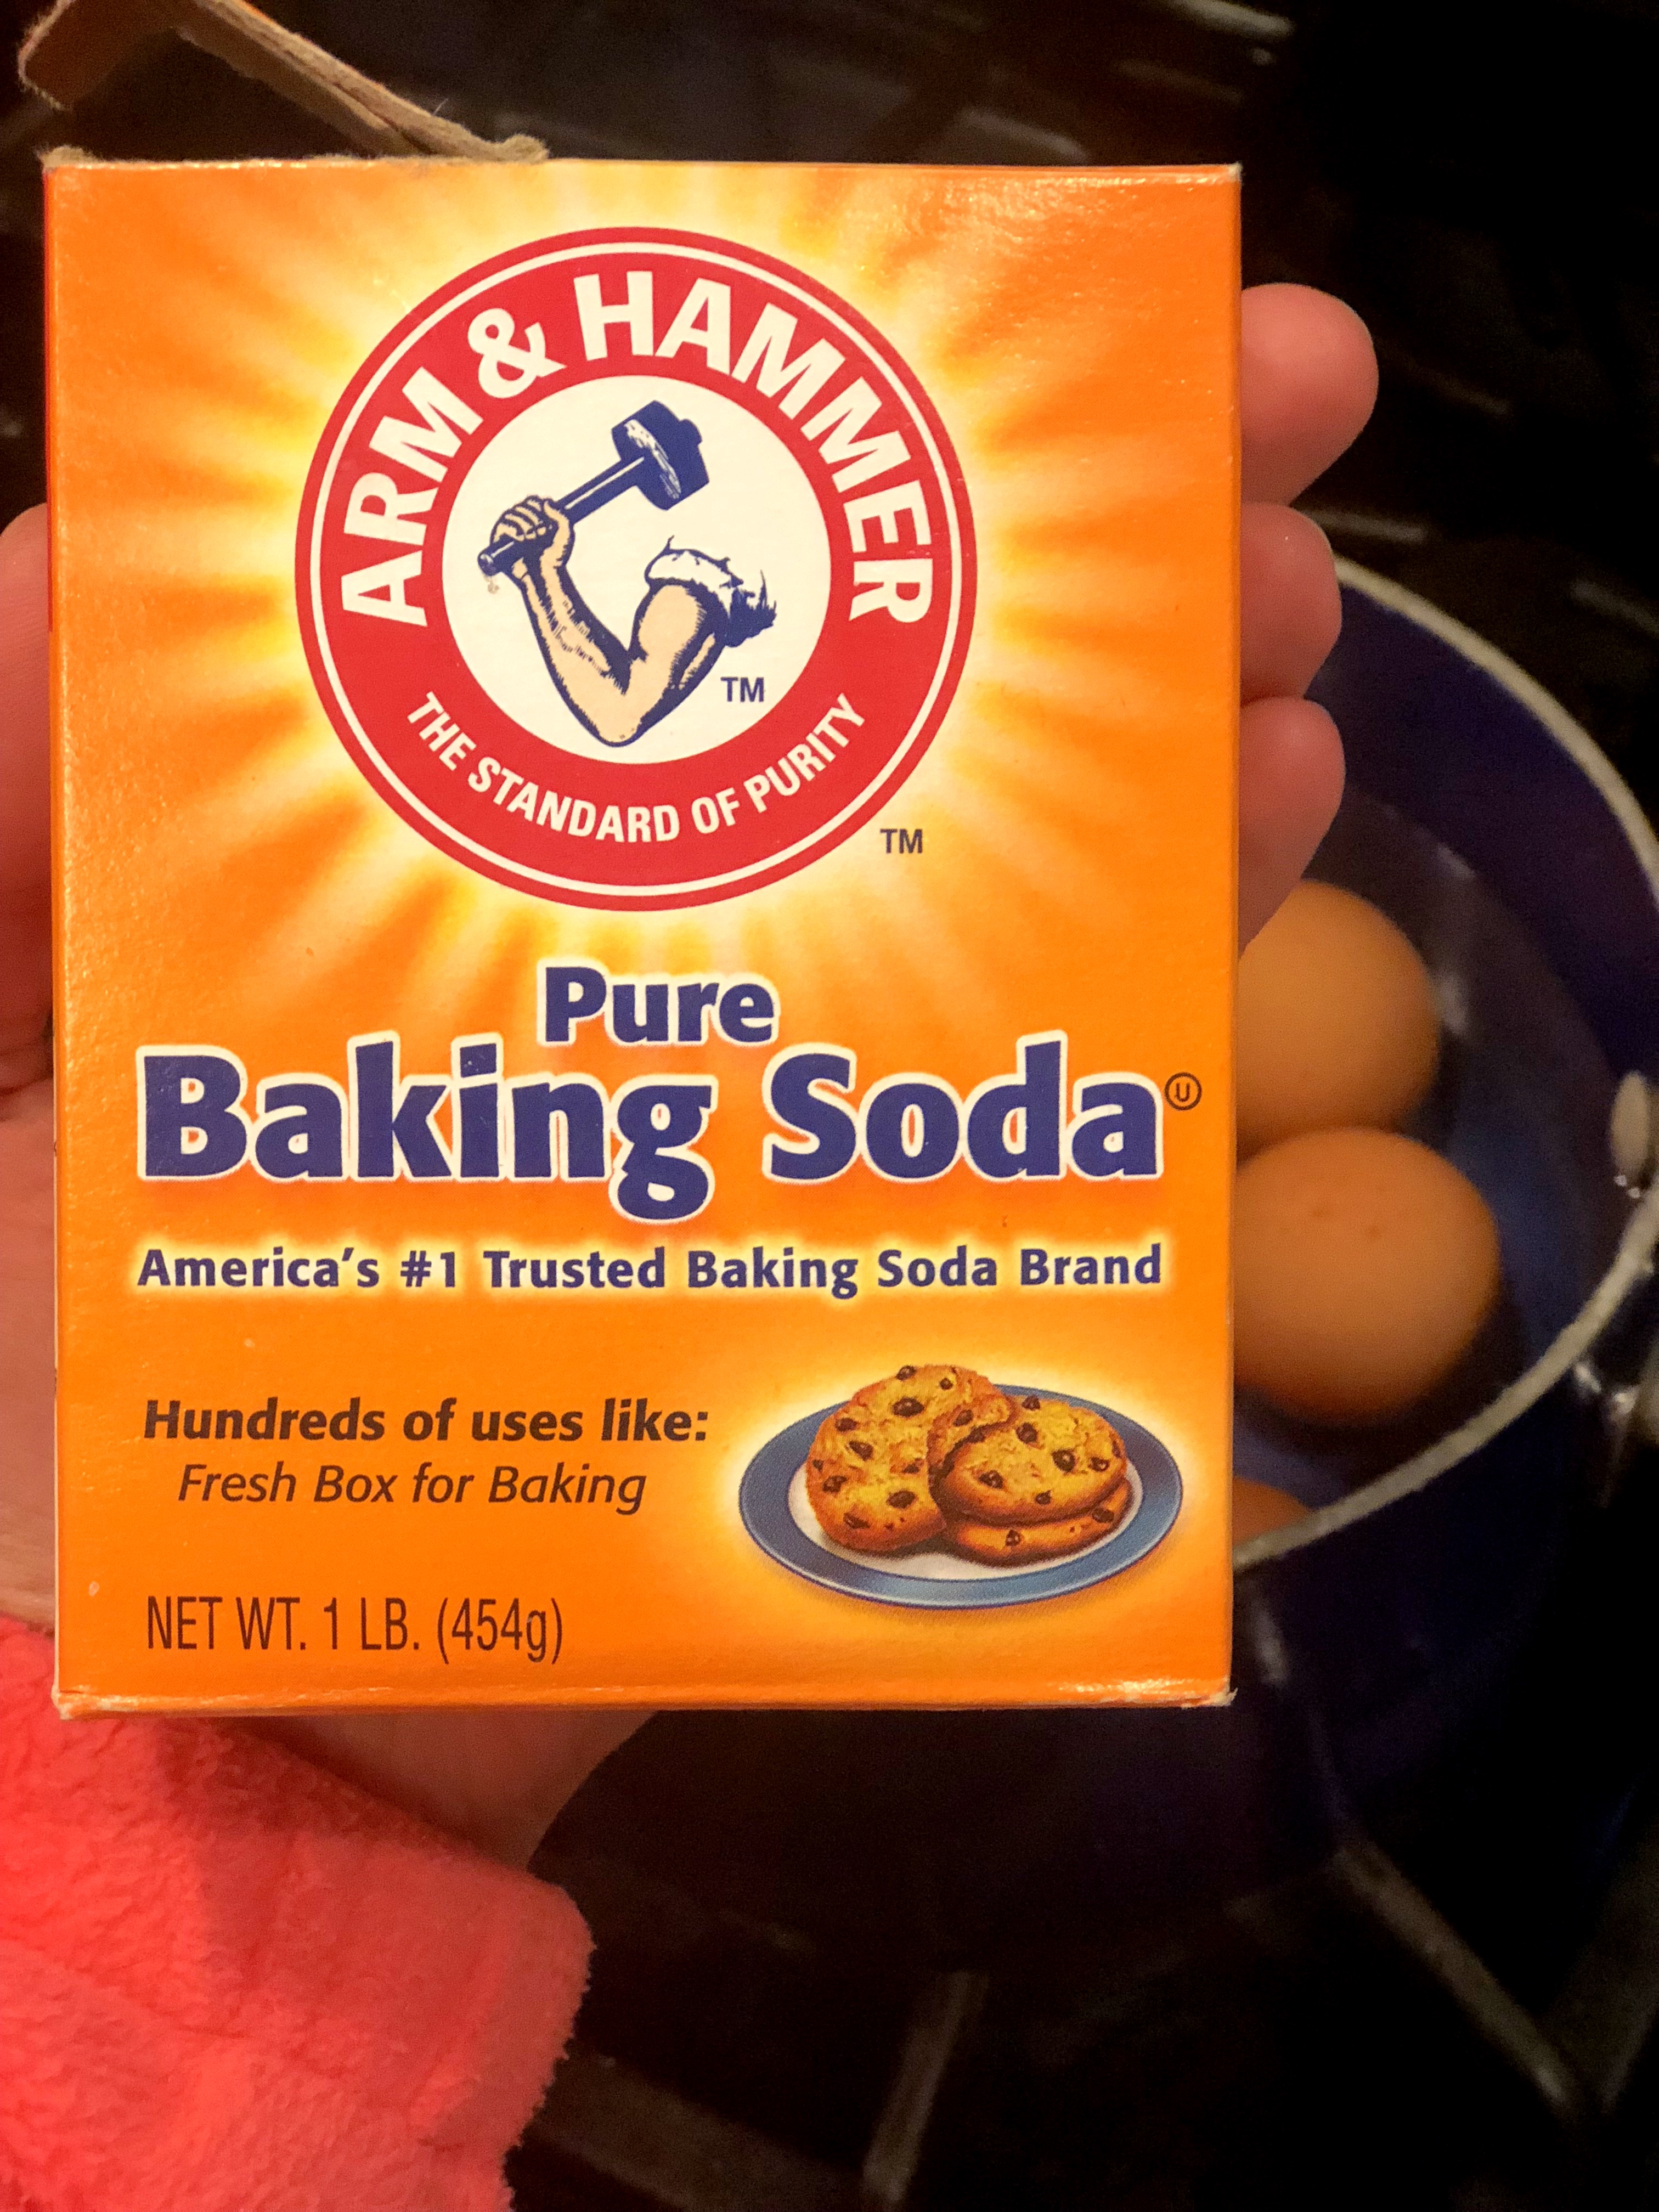 ARM & HAMMER
TM
THE STANDARD OF PURITY
TM
Pure
Baking Soda Ⓤ
America's #1 Trusted Baking Soda Brand
Hundreds of uses like:
Fresh Box for Baking
NET WT. 1 LB. (454g)